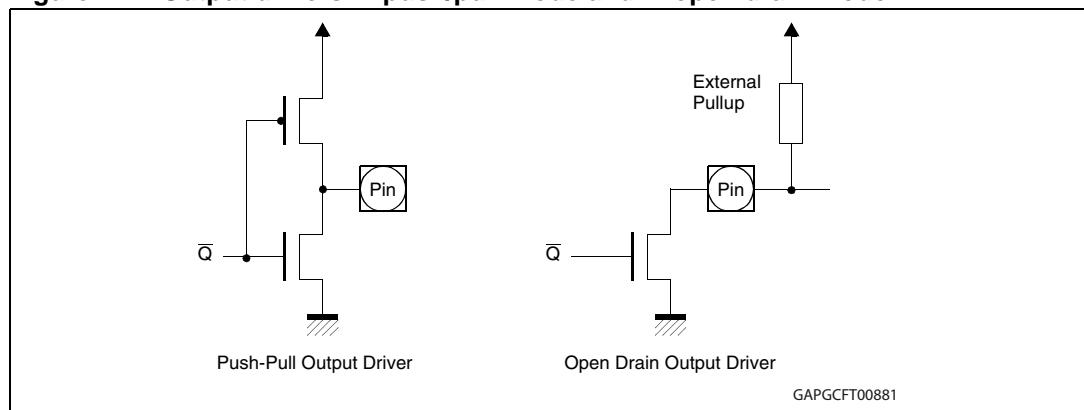 External
Pullup
Pin
Pin
Q
Q
Push-Pull Output Driver
Open Drain Output Driver
GAPGCFT00881